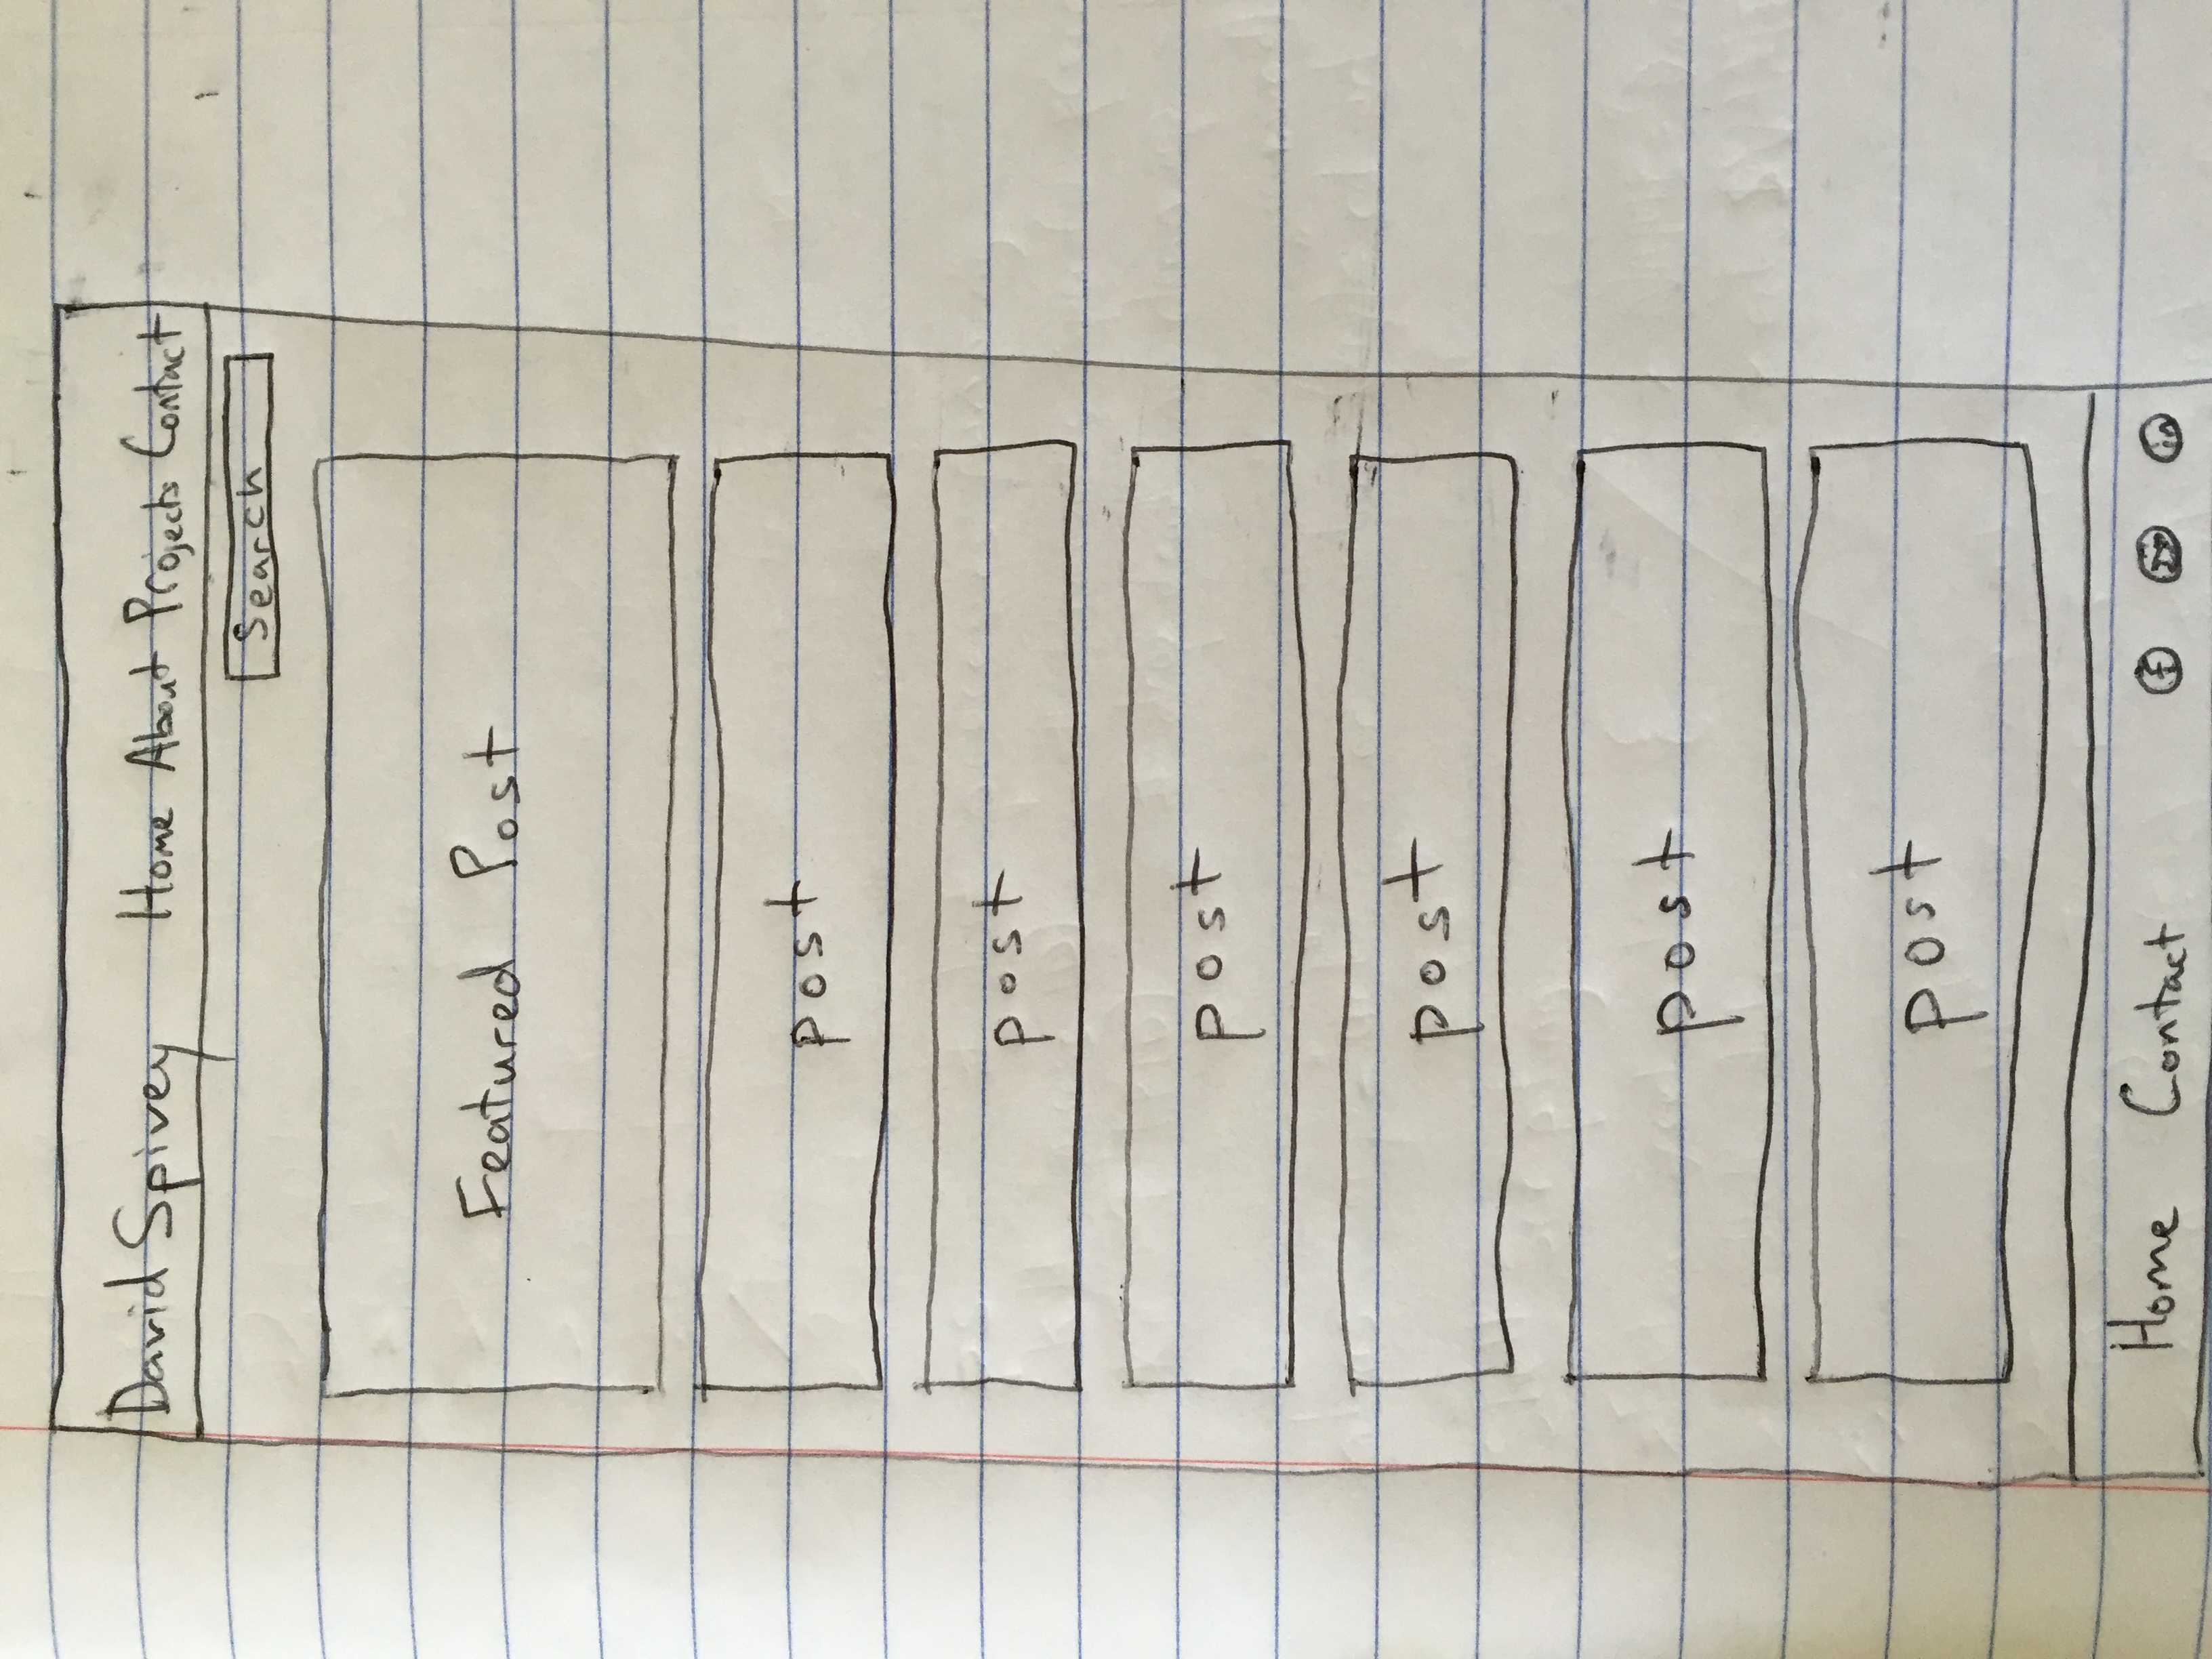 David Spivey Home About Projects Contact
Search
Featured Post
post
post
post
post
post
post
Home Contact f in